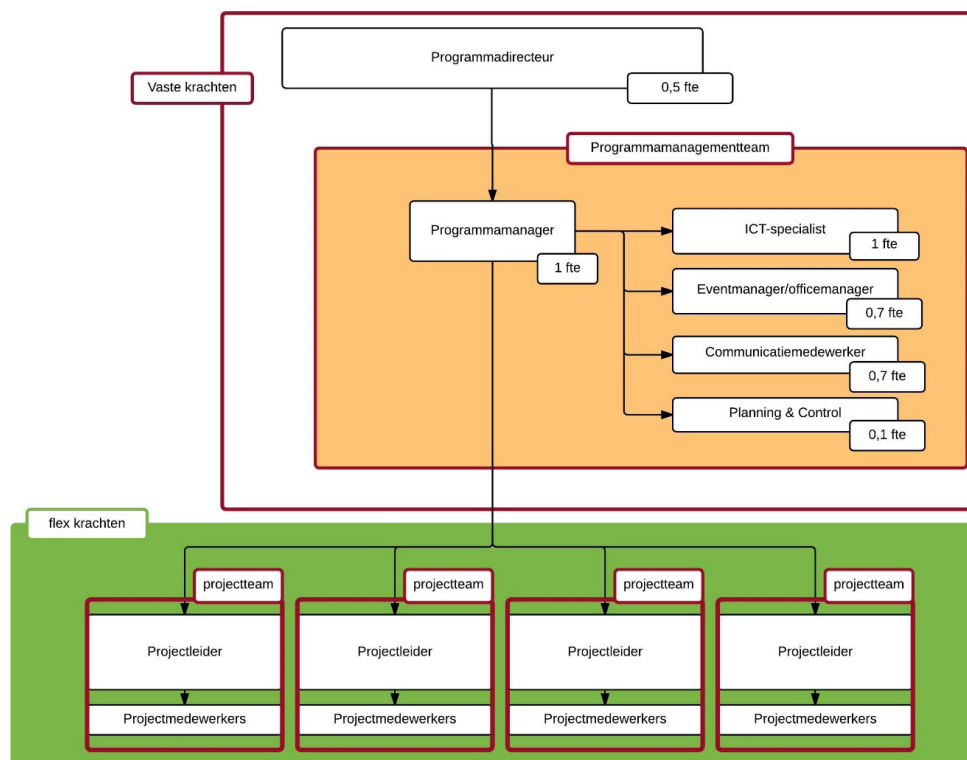 Programmadirecteur
0,5 fte
Vaste krachten
Programmamanagementteam
Programmamanager
1 fte
ICT-specialist
1 fte
Eventmanager/officemanager
0,7 fte
Communicatiemedewerker
0,7 fte
Planning & Control
0,1 fte
flex krachten
projectteam
projectteam
projectteam
projectteam
Projectleider
Projectleider
Projectleider
Projectleider
Projectmedewerkers
Projectmedewerkers
Projectmedewerkers
Projectmedewerkers